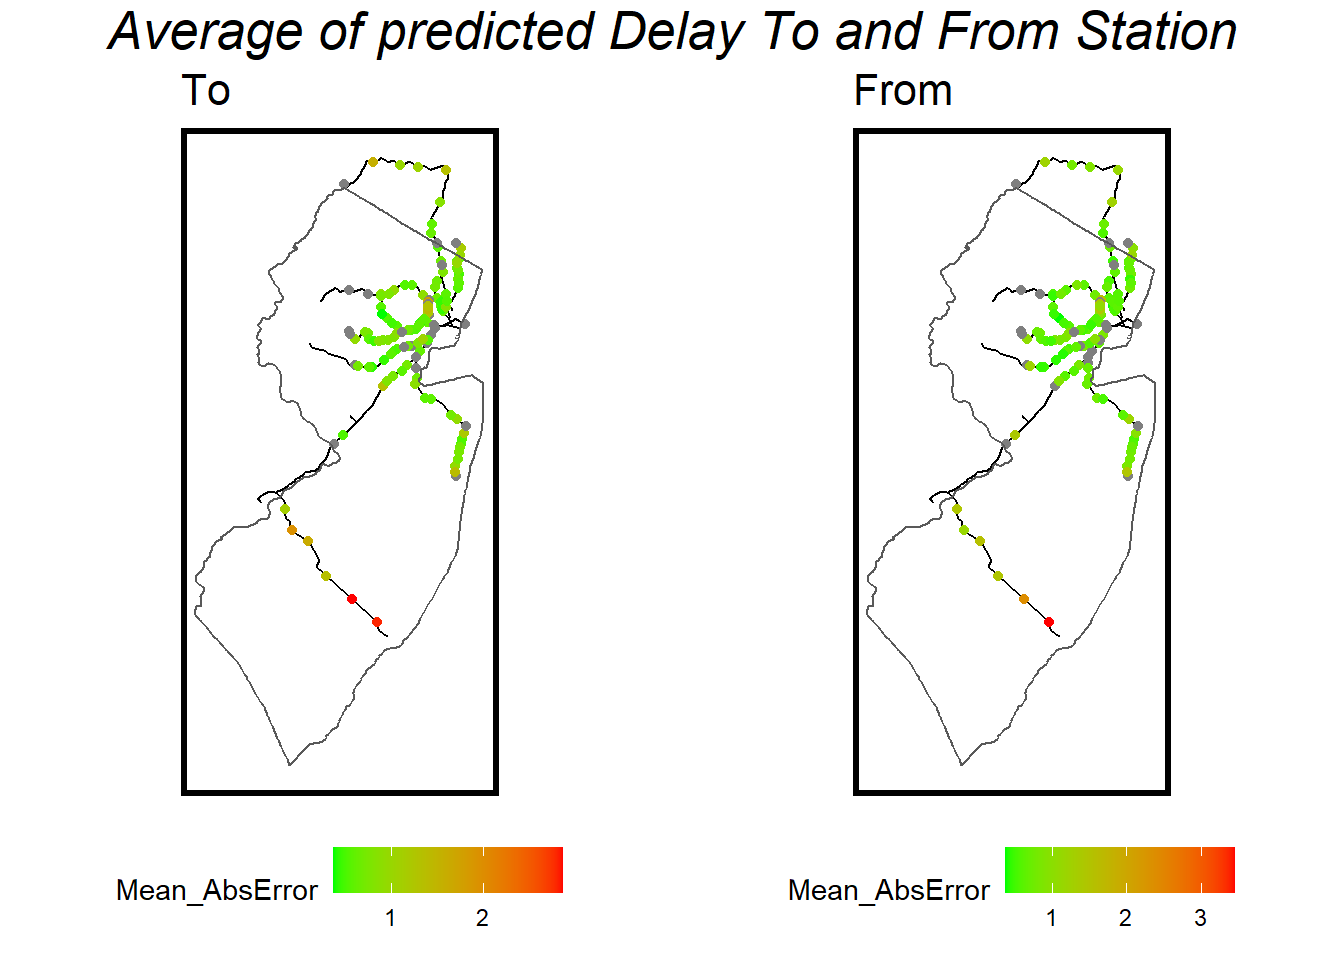 Average of predicted Delay To and From Station
To
From
Mean_AbsError
1 2
Mean_AbsError
1 2 3